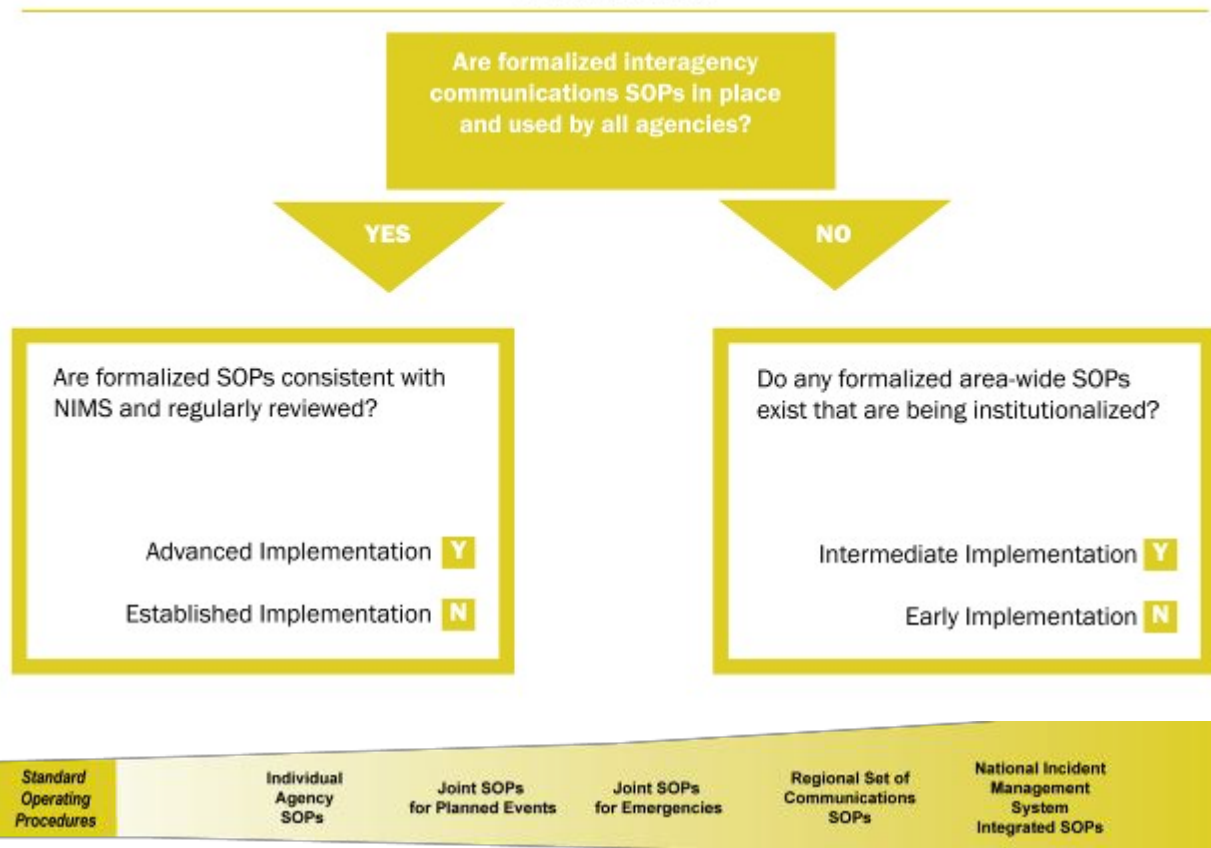 Are formalized interagency
communications SOPs in place
and used by all agencies?
YES
NO
Are formalized SOPs consistent with
NIMS and regularly reviewed?
Advanced Implementation Y
Established Implementation N
Do any formalized area-wide SOPs
exist that are being institutionalized?
Intermediate Implementation Y
Early Implementation N
Standard
Operating
Procedures
Individual
Agency
SOPs
Joint SOPs
for Planned Events
Joint SOPs
for Emergencies
Regional Set of
Communications
SOPs
National Incident
Management
System
Integrated SOPs